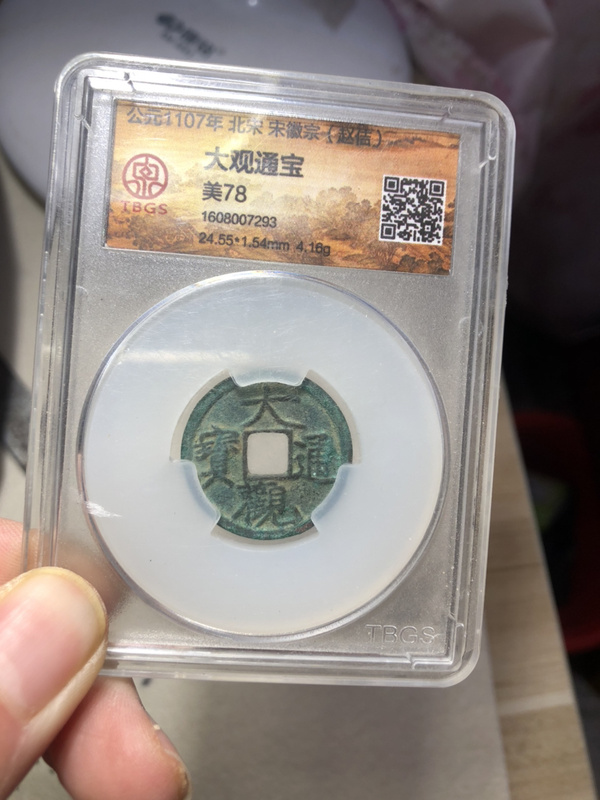 公元1107年 北宋 宋徽宗（赵佶）
大观通宝
美78
TBGS
1608007293
24.55*1.54mm 4.16g
大
寶 通
觀
TBGS